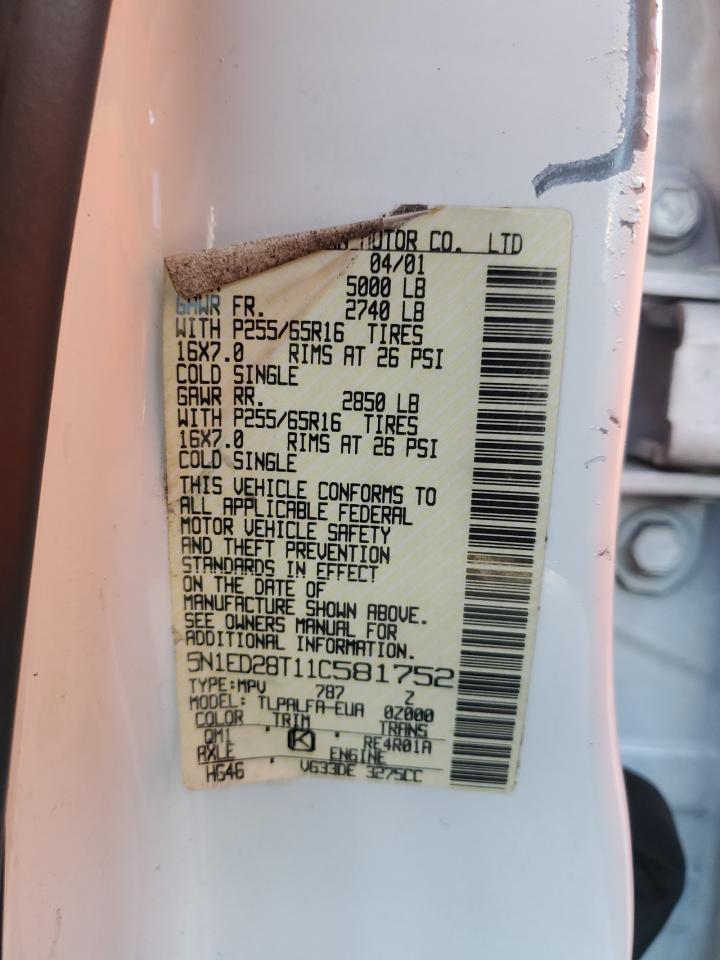 MOTOR CO. LTD
04/01
5000 LB
GAWR FR. 2740 LB
WITH P255/65R16 TIRES
16X7.0 RIMS AT 26 PSI
COLD SINGLE
GAWR RR. 2850 LB
WITH P255/65R16 TIRES
16X7.0 RIMS AT 26 PSI
COLD SINGLE
THIS VEHICLE CONFORMS TO
ALL APPLICABLE FEDERAL
MOTOR VEHICLE SAFETY
AND THEFT PREVENTION
STANDARDS IN EFFECT
ON THE DATE OF
MANUFACTURE SHOWN ABOVE.
SEE OWNERS MANUAL FOR
ADDITIONAL INFORMATION.
5N1ED28T11C581752
TYPE:MPV 787 2
MODEL: TLPALFA-EUA 0Z000
COLOR TRIM TRANS
QM1 K RE4R01A
AXLE ENGINE
HG46 VG33DE 3275CC